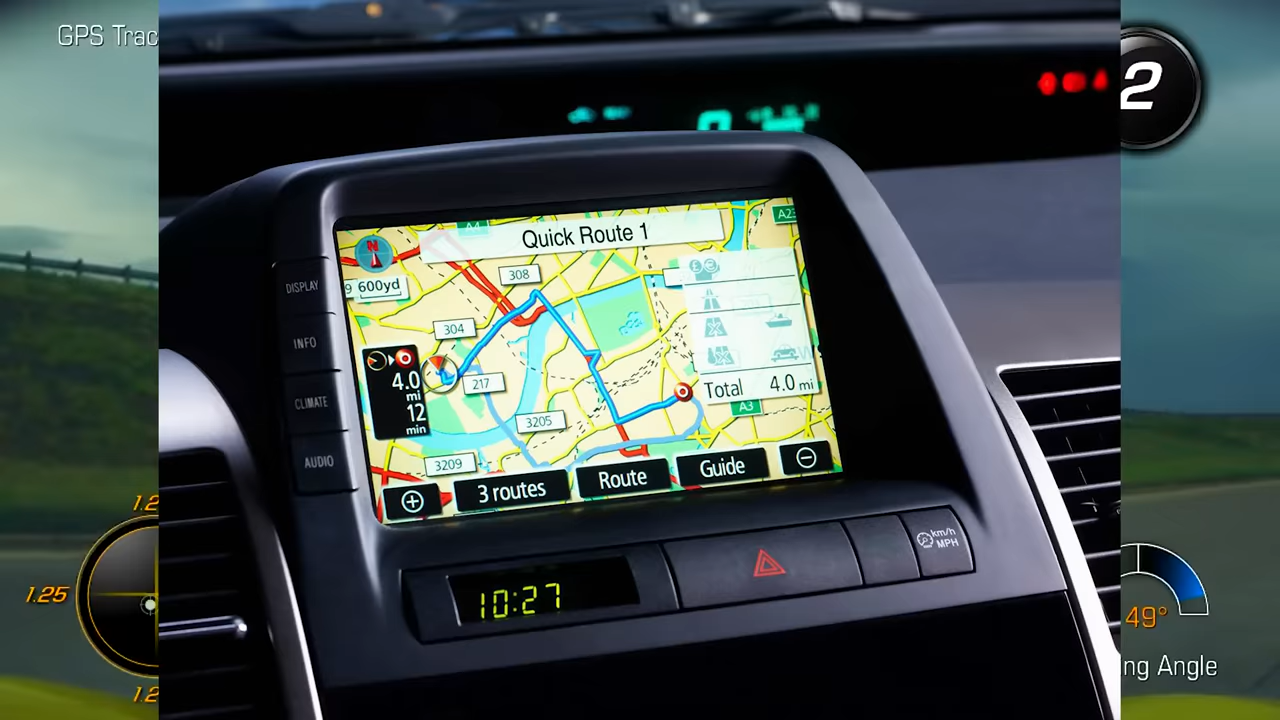 GPS Trac
2
A4
A23
Quick Route 1
N
308
600yd
DISPLAY
304
INFO
4.0
mi
217
Total 4.0 mi
CLIMATE
12
min
3205
A3
AUDIO
3209
3 routes
Route
Guide
km/h
MPH
10:27
1.2
1.25
1.2
49°
ng Angle